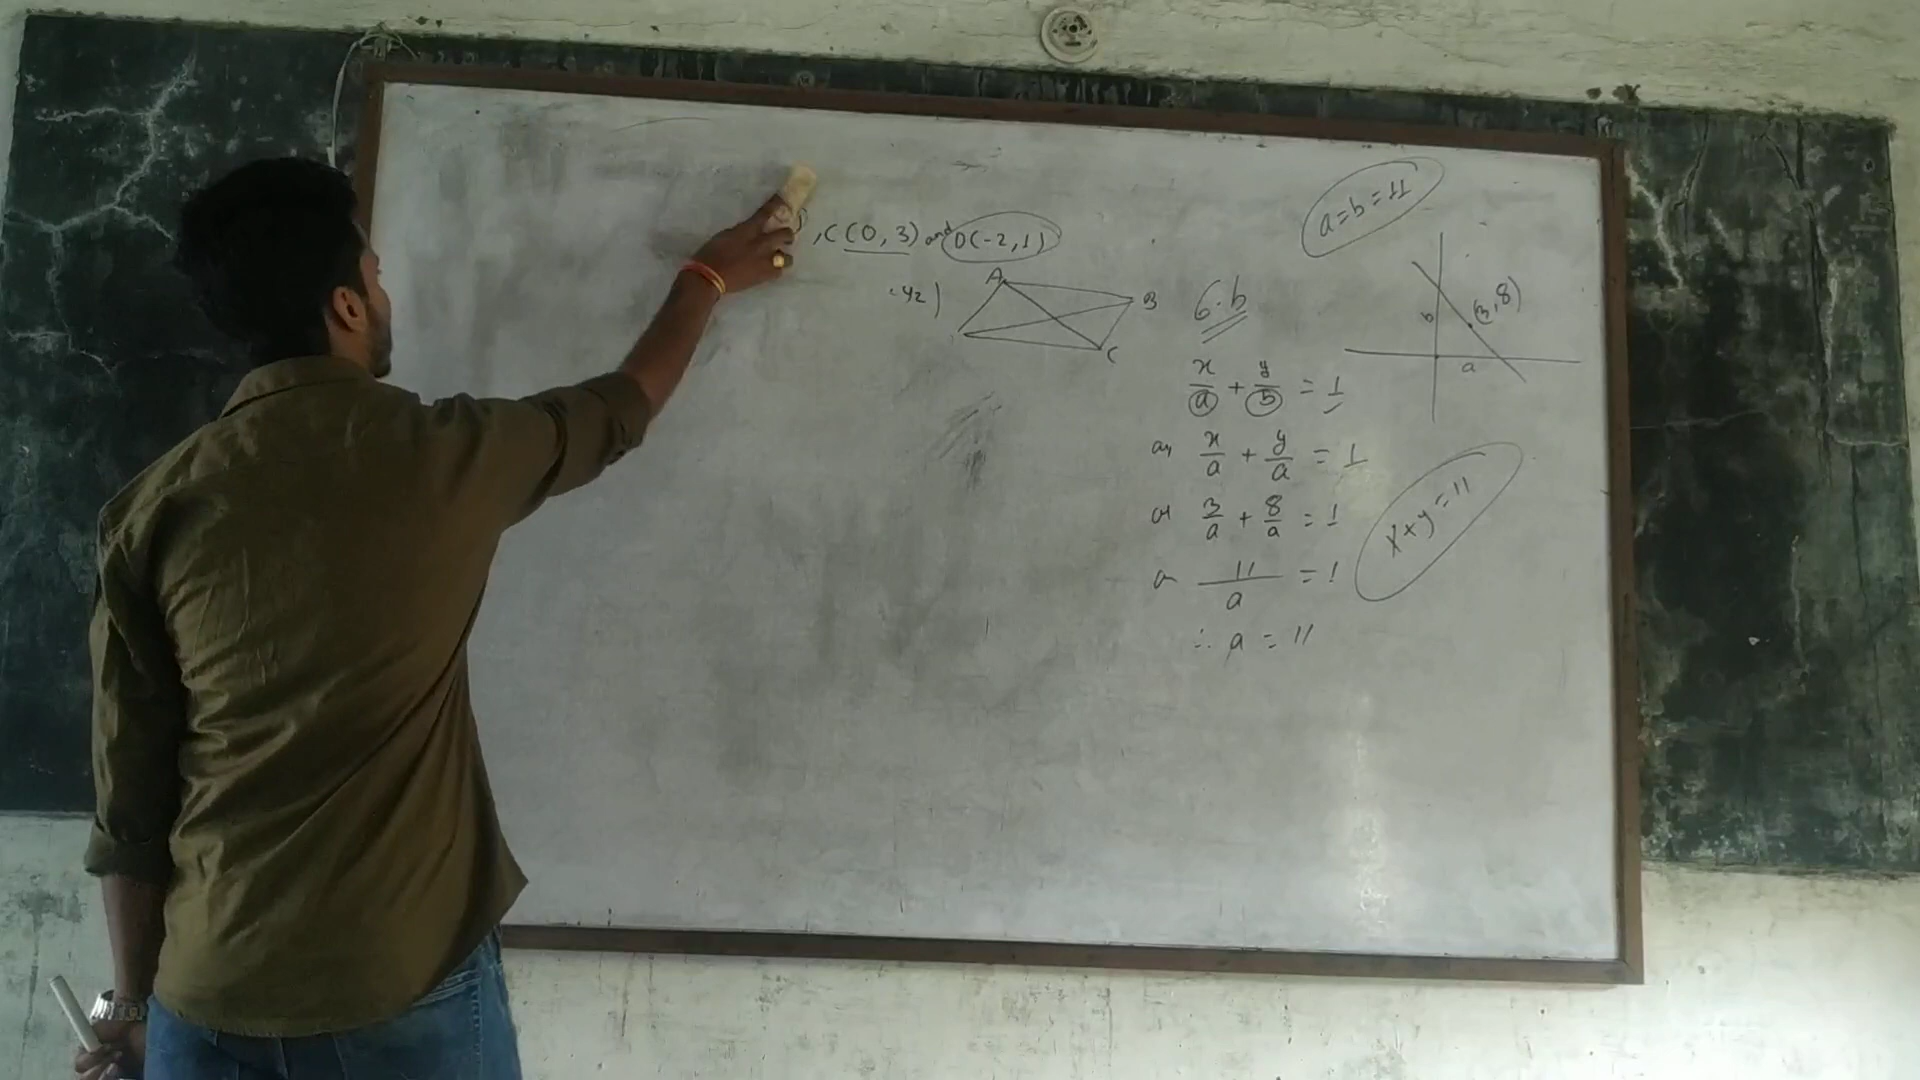 ), C(0, 3) and D(-2, 1)
y₂)
A
B
C
6.b
x/a + y/b = 1
or, x/a + y/a = 1
or 3/a + 8/a = 1
or 11/a = 1
∴ a = 11
a = b = 11
(3, 8)
b
a
x + y = 11